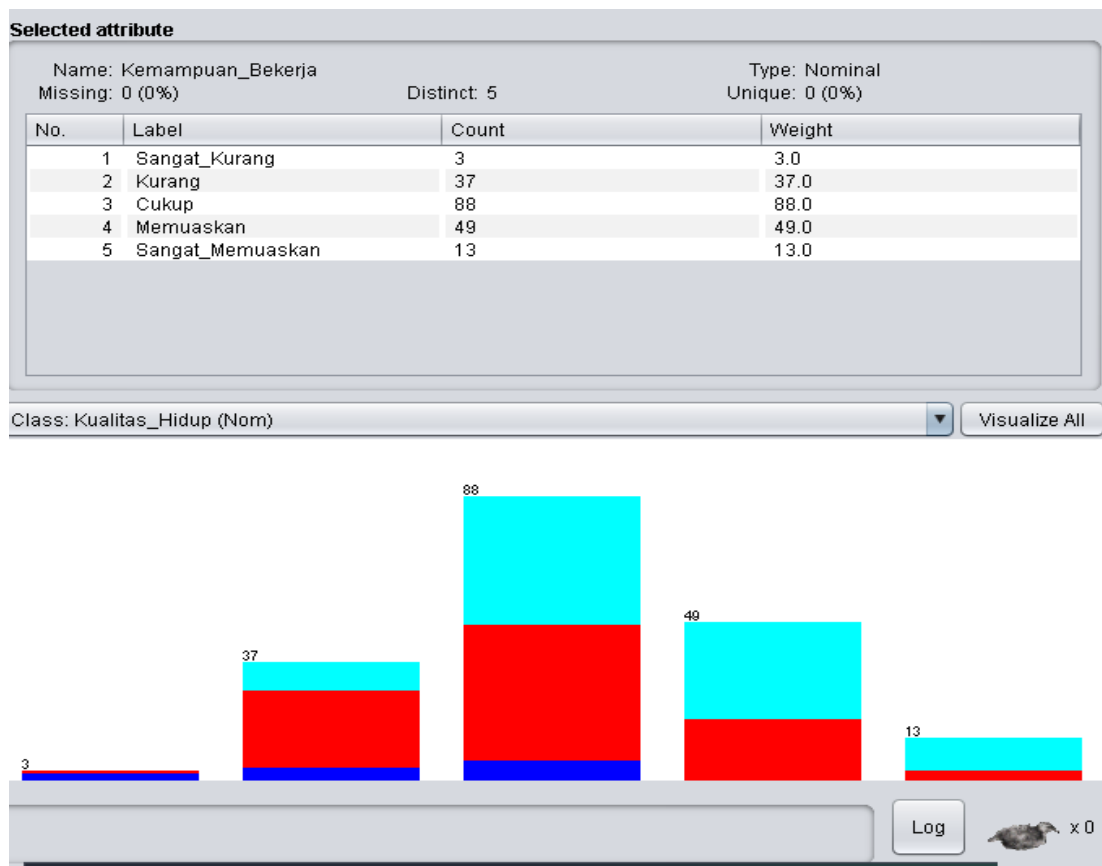 Selected attribute
Name: Kemampuan_Bekerja Type: Nominal
Missing: 0 (0%) Distinct: 5 Unique: 0 (0%)
No. Label Count Weight
1 Sangat_Kurang 3 3.0
2 Kurang 37 37.0
3 Cukup 88 88.0
4 Memuaskan 49 49.0
5 Sangat_Memuaskan 13 13.0
Class: Kualitas_Hidup (Nom) Visualize All
88
49
37
13
3
Log x 0